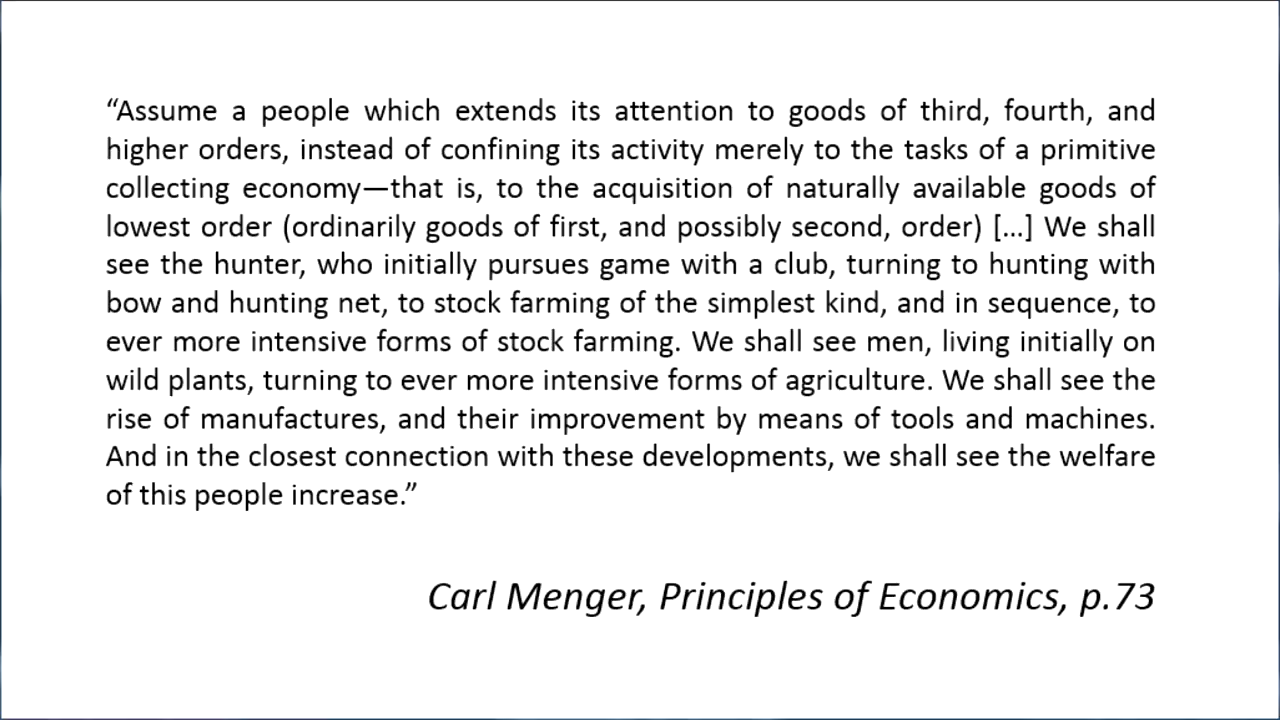 “Assume a people which extends its attention to goods of third, fourth, and
higher orders, instead of confining its activity merely to the tasks of a primitive
collecting economy—that is, to the acquisition of naturally available goods of
lowest order (ordinarily goods of first, and possibly second, order) […] We shall
see the hunter, who initially pursues game with a club, turning to hunting with
bow and hunting net, to stock farming of the simplest kind, and in sequence, to
ever more intensive forms of stock farming. We shall see men, living initially on
wild plants, turning to ever more intensive forms of agriculture. We shall see the
rise of manufactures, and their improvement by means of tools and machines.
And in the closest connection with these developments, we shall see the welfare
of this people increase.”
Carl Menger, Principles of Economics, p.73